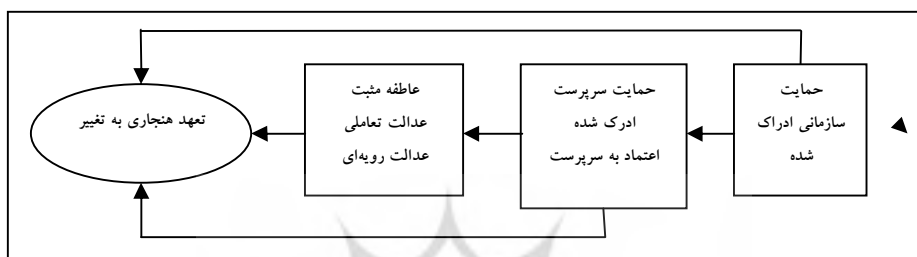 حمایت
سازمانی ادراک
شده
حمایت سرپرست
ادرک شده
اعتماد به سرپرست
عاطفه مثبت
عدالت تعاملی
عدالت رویه‌ای
تعهد هنجاری به تغییر